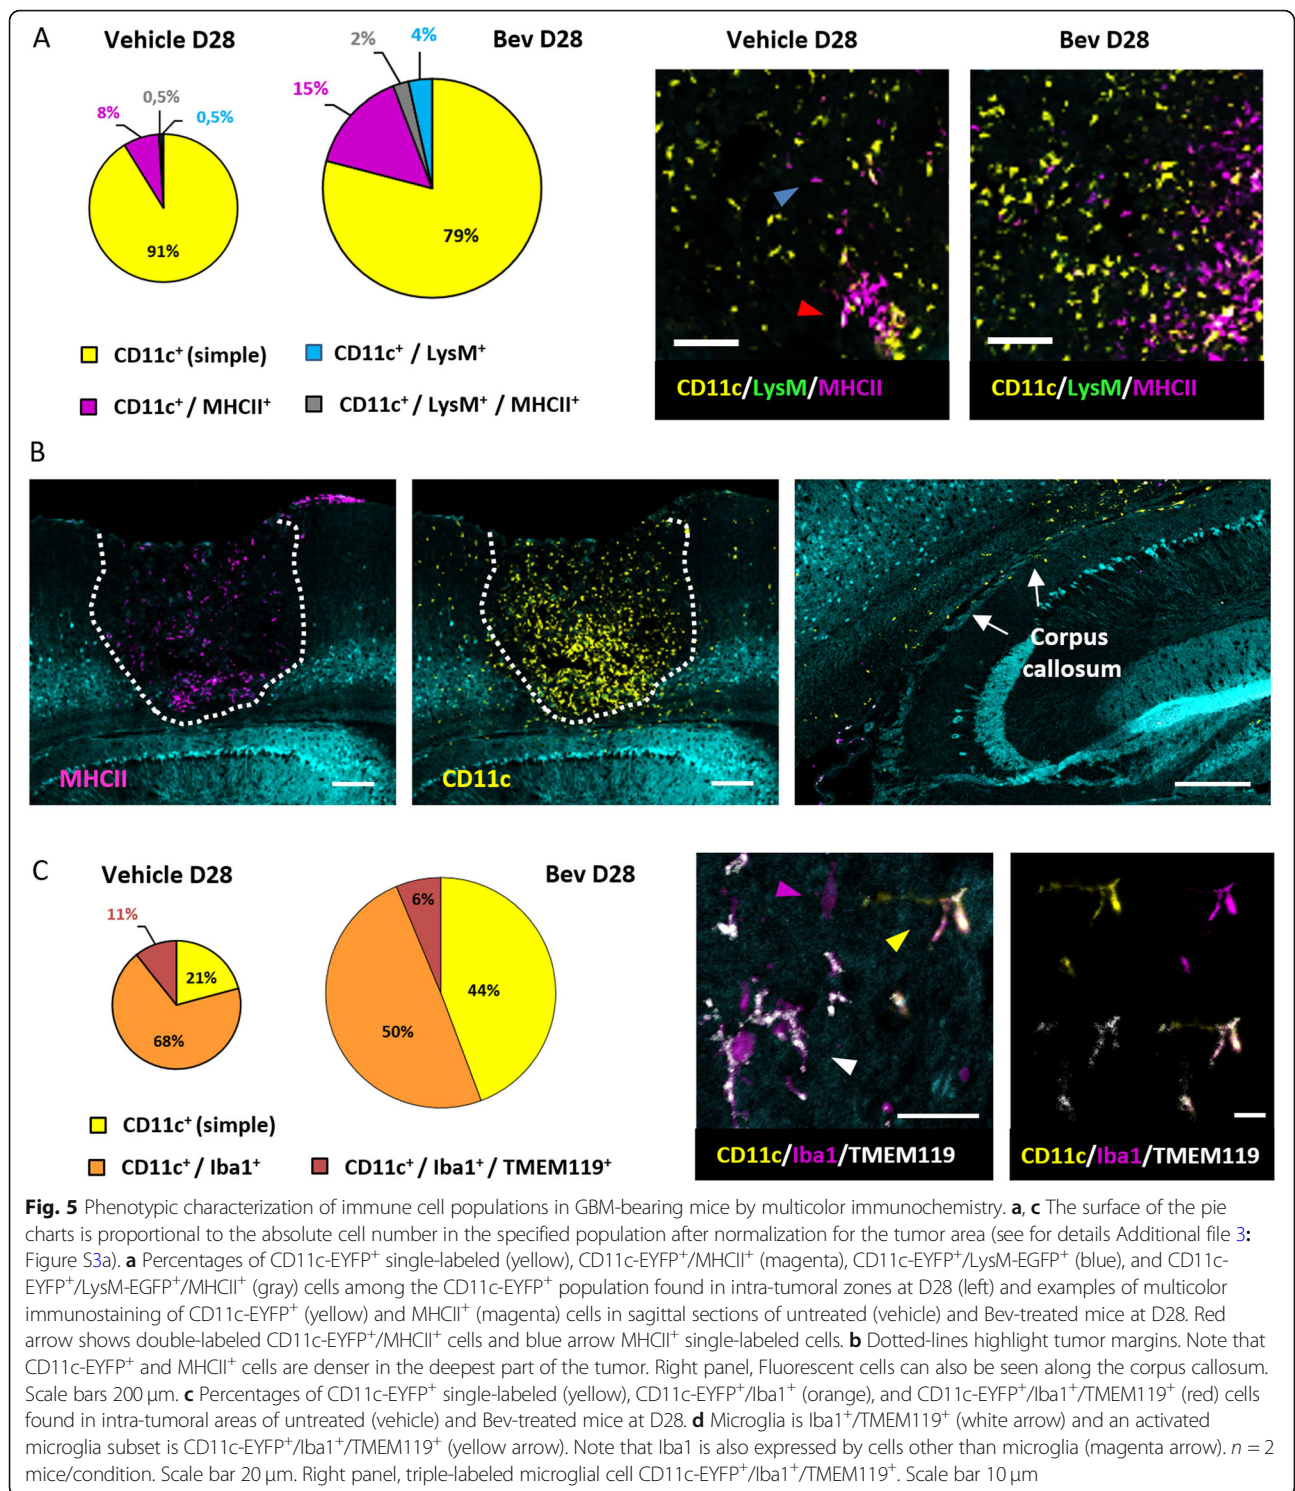 A
Vehicle D28
8%
0,5%
0,5%
91%
Bev D28
15%
2%
4%
79%
CD11c⁺ (simple)
CD11c⁺ / LysM⁺
CD11c⁺ / MHCII⁺
CD11c⁺ / LysM⁺ / MHCII⁺
Vehicle D28
CD11c/LysM/MHCII
Bev D28
CD11c/LysM/MHCII
B
MHCII
CD11c
Corpus
callosum
C
Vehicle D28
11%
21%
68%
Bev D28
6%
44%
50%
CD11c⁺ (simple)
CD11c⁺ / Iba1⁺
CD11c⁺ / Iba1⁺ / TMEM119⁺
CD11c/Iba1/TMEM119
CD11c/Iba1/TMEM119
Fig. 5 Phenotypic characterization of immune cell populations in GBM-bearing mice by multicolor immunochemistry. a, c The surface of the pie
charts is proportional to the absolute cell number in the specified population after normalization for the tumor area (see for details Additional file 3:
Figure S3a). a Percentages of CD11c-EYFP⁺ single-labeled (yellow), CD11c-EYFP⁺/MHCII⁺ (magenta), CD11c-EYFP⁺/LysM-EGFP⁺ (blue), and CD11c-
EYFP⁺/LysM-EGFP⁺/MHCII⁺ (gray) cells among the CD11c-EYFP⁺ population found in intra-tumoral zones at D28 (left) and examples of multicolor
immunostaining of CD11c-EYFP⁺ (yellow) and MHCII⁺ (magenta) cells in sagittal sections of untreated (vehicle) and Bev-treated mice at D28. Red
arrow shows double-labeled CD11c-EYFP⁺/MHCII⁺ cells and blue arrow MHCII⁺ single-labeled cells. b Dotted-lines highlight tumor margins. Note that
CD11c-EYFP⁺ and MHCII⁺ cells are denser in the deepest part of the tumor. Right panel, Fluorescent cells can also be seen along the corpus callosum.
Scale bars 200 μm. c Percentages of CD11c-EYFP⁺ single-labeled (yellow), CD11c-EYFP⁺/Iba1⁺ (orange), and CD11c-EYFP⁺/Iba1⁺/TMEM119⁺ (red) cells
found in intra-tumoral areas of untreated (vehicle) and Bev-treated mice at D28. d Microglia is Iba1⁺/TMEM119⁺ (white arrow) and an activated
microglia subset is CD11c-EYFP⁺/Iba1⁺/TMEM119⁺ (yellow arrow). Note that Iba1 is also expressed by cells other than microglia (magenta arrow). n = 2
mice/condition. Scale bar 20 μm. Right panel, triple-labeled microglial cell CD11c-EYFP⁺/Iba1⁺/TMEM119⁺. Scale bar 10 μm